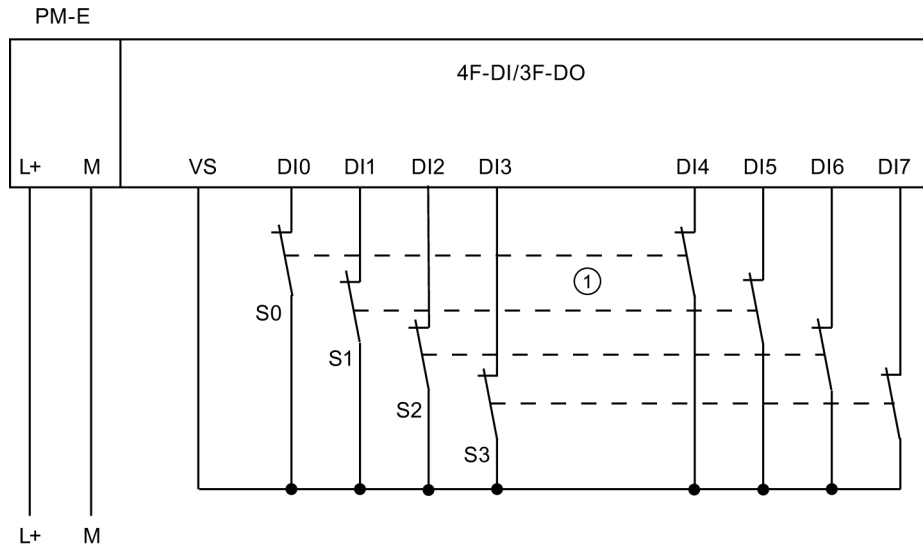 PM-E
4F-DI/3F-DO
L+ M VS DI0 DI1 DI2 DI3 DI4 DI5 DI6 DI7
1
S0
S1
S2
S3
L+ M